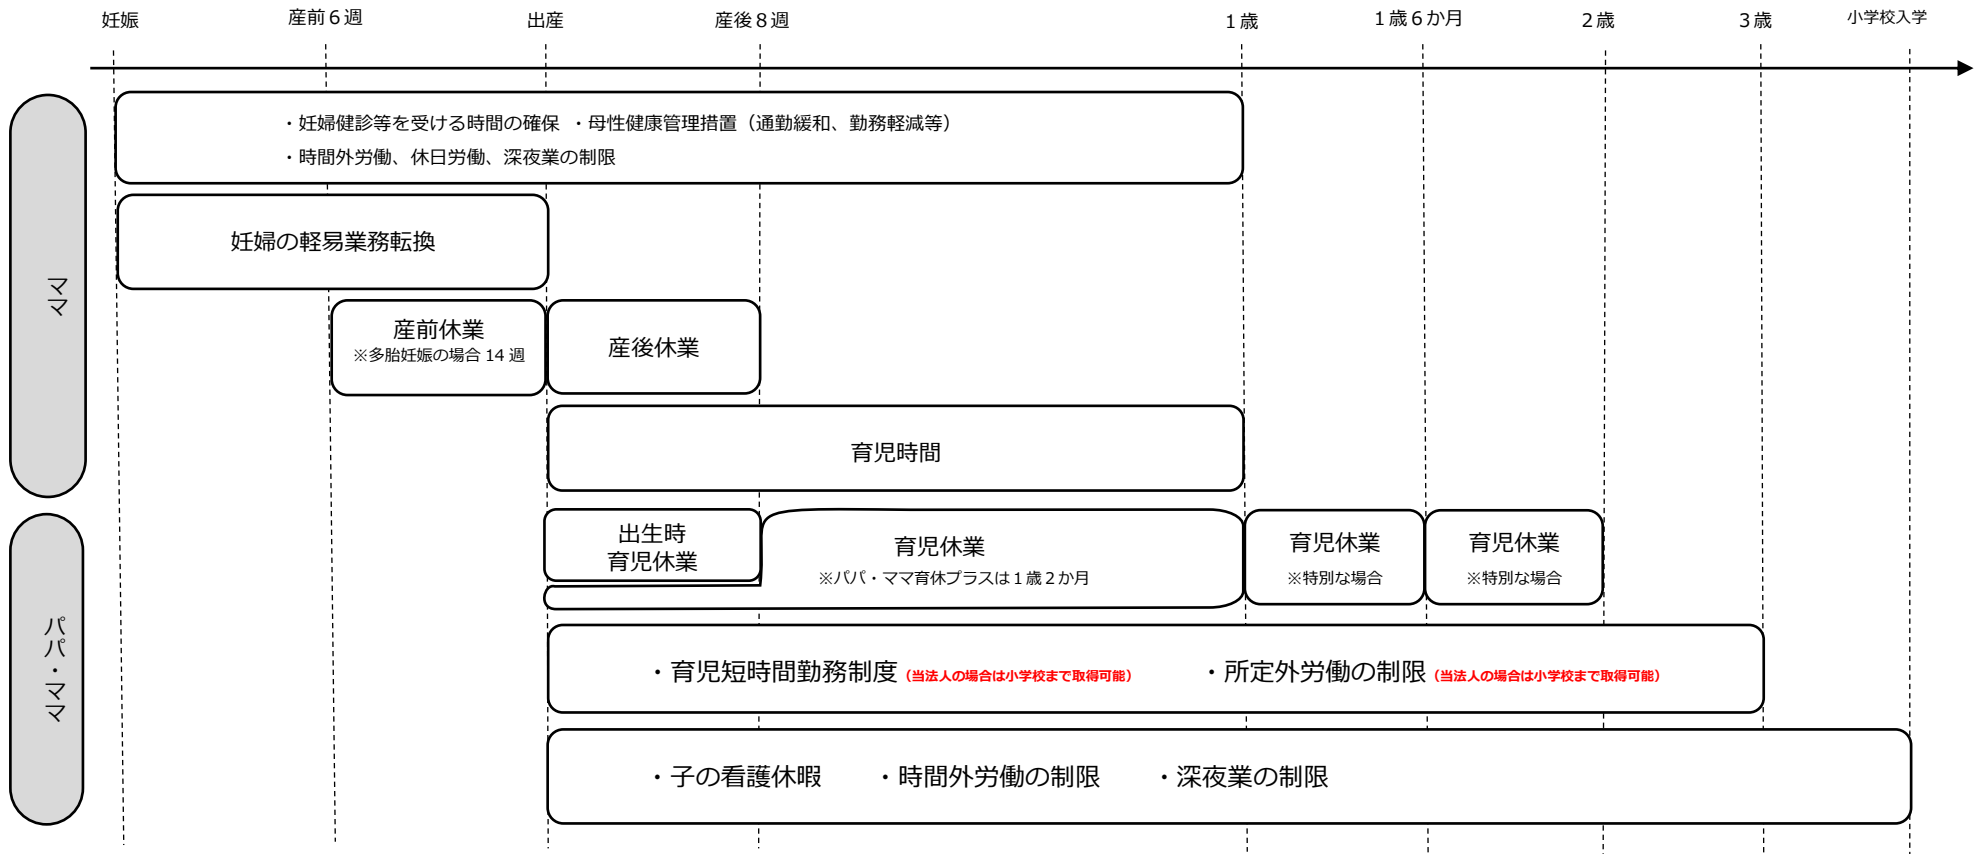 妊娠
産前６週
出産
産後８週
１歳
１歳６か月
２歳
３歳
小学校入学
ママ
・妊婦健診等を受ける時間の確保 ・母性健康管理措置（通勤緩和、勤務軽減等）
・時間外労働、休日労働、深夜業の制限
妊婦の軽易業務転換
産前休業
※多胎妊娠の場合 14 週
産後休業
育児時間
パパ・ママ
出生時
育児休業
育児休業
※パパ・ママ育休プラスは１歳２か月
育児休業
※特別な場合
育児休業
※特別な場合
・育児短時間勤務制度（当法人の場合は小学校まで取得可能） ・所定外労働の制限（当法人の場合は小学校まで取得可能）
・子の看護休暇 ・時間外労働の制限 ・深夜業の制限